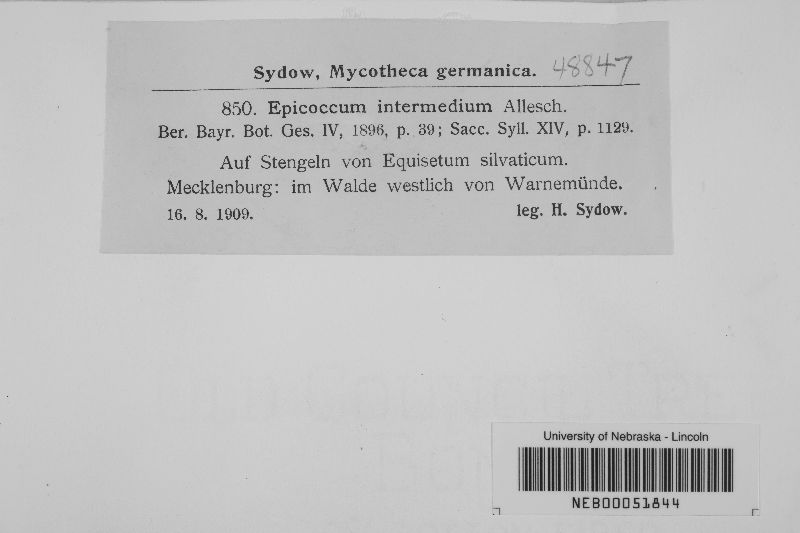 Sydow, Mycotheca germanica. 48847
850. Epicoccum intermedium Allesch.
Ber. Bayr. Bot. Ges. IV, 1896, p. 39; Sacc. Syll. XIV, p. 1129.
Auf Stengeln von Equisetum silvaticum.
Mecklenburg: im Walde westlich von Warnemünde.
16. 8. 1909. leg. H. Sydow.
University of Nebraska - Lincoln
NEB00051844